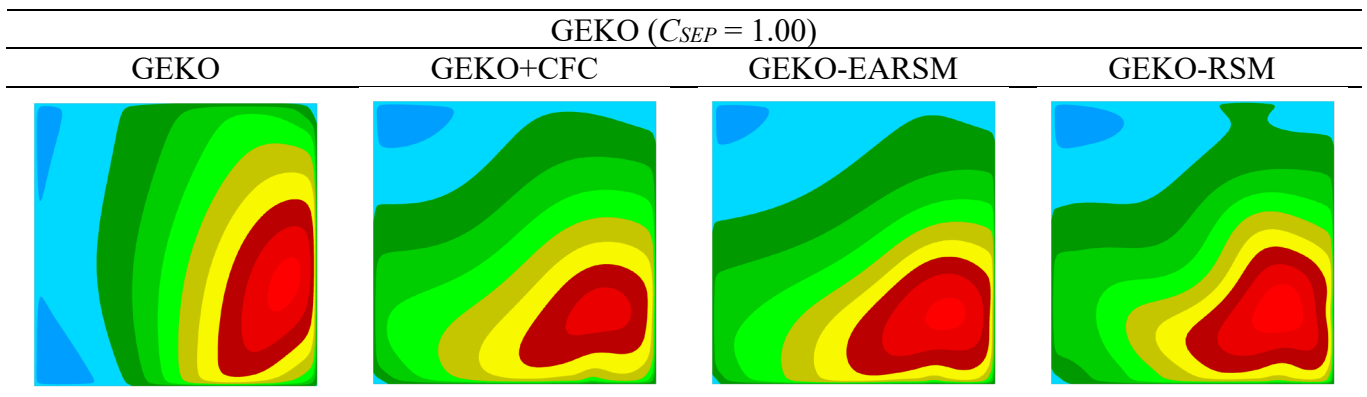 GEKO (CSEP = 1.00)
GEKO GEKO+CFC GEKO-EARSM GEKO-RSM